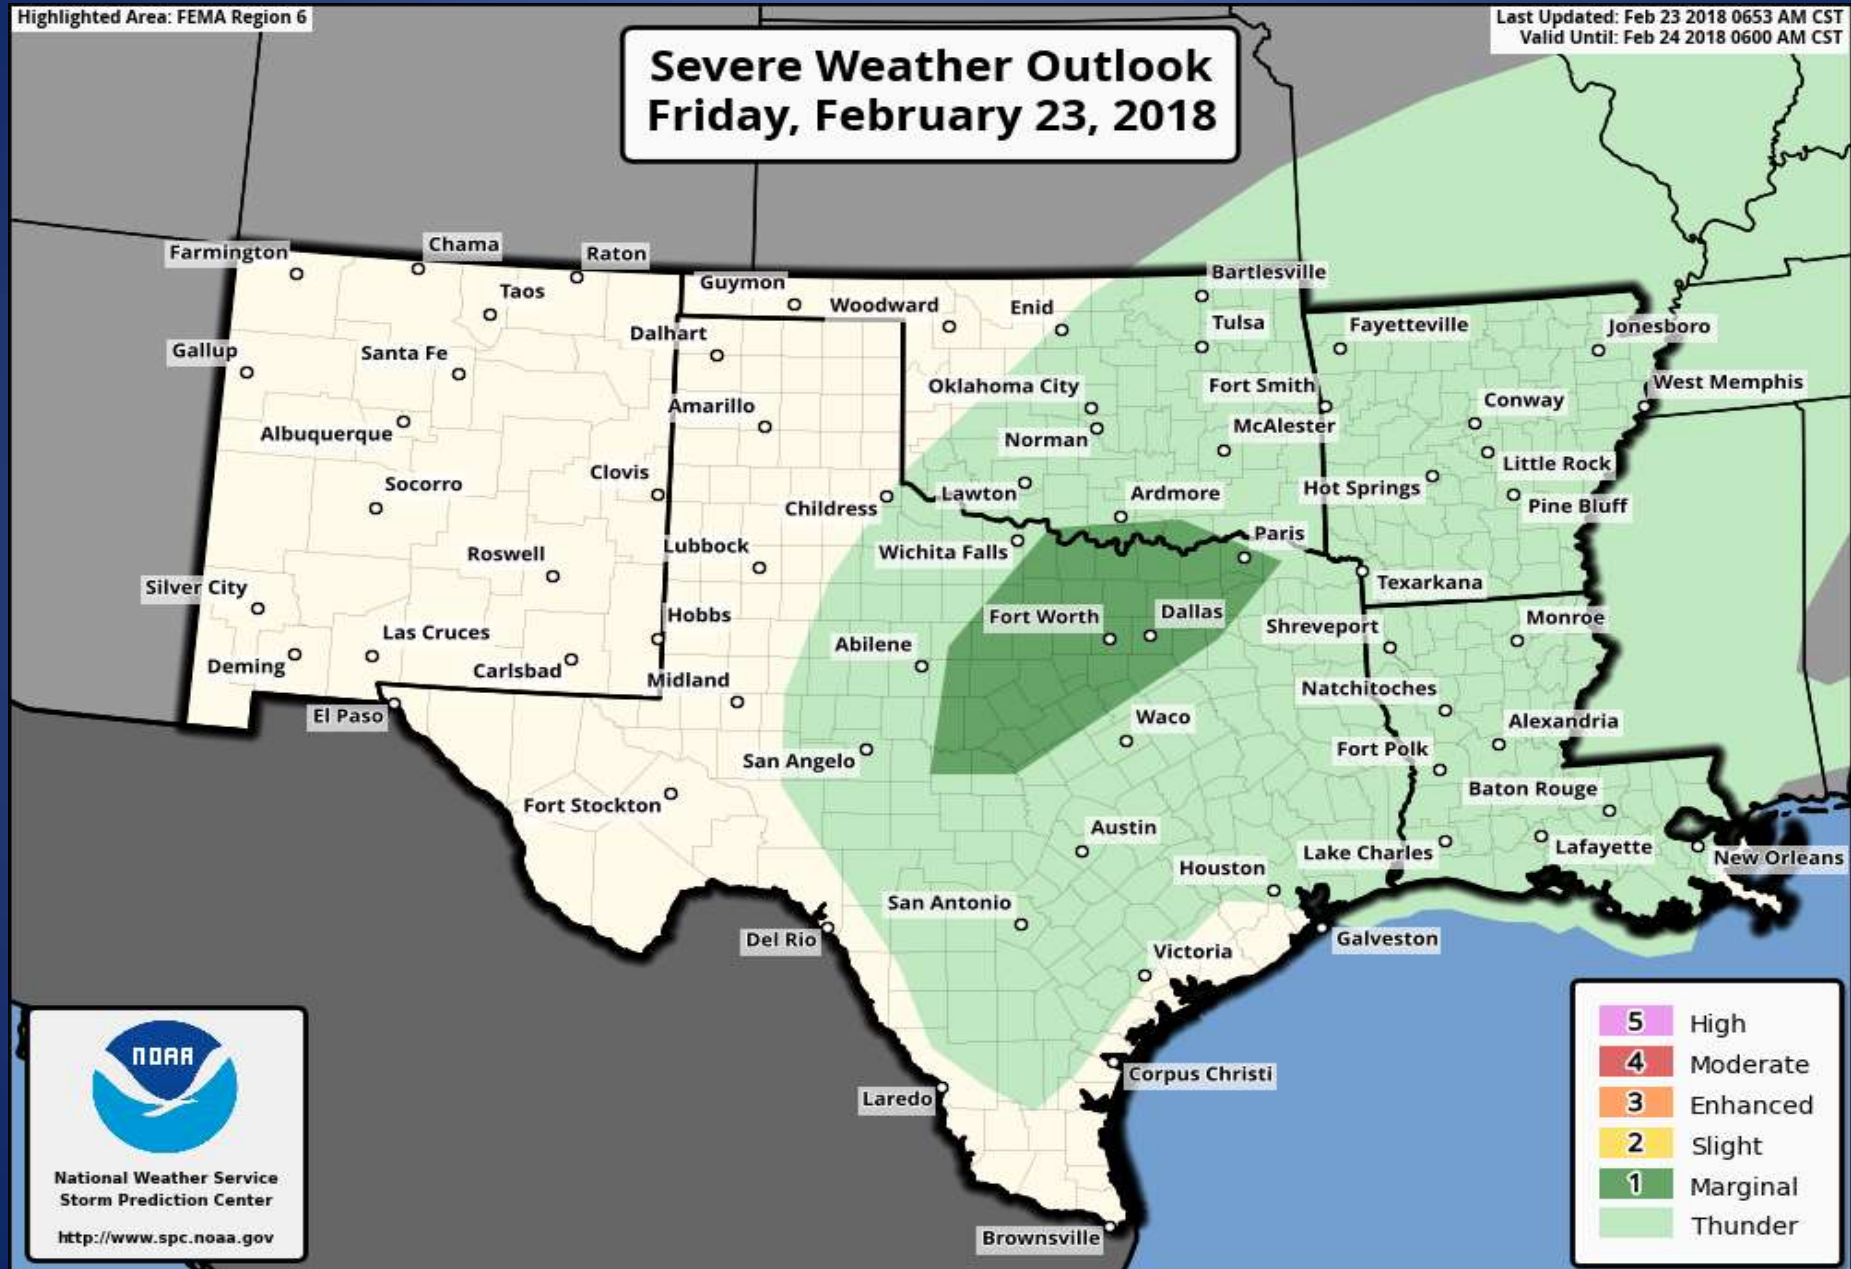 Highlighted Area: FEMA Region 6
Last Updated: Feb 23 2018 0653 AM CST
Valid Until: Feb 24 2018 0600 AM CST
Severe Weather Outlook
Friday, February 23, 2018
Farmington
Chama
Raton
Taos
Guymon
Woodward
Enid
Bartlesville
Tulsa
Fayetteville
Jonesboro
Dalhart
Gallup
Santa Fe
Oklahoma City
Fort Smith
West Memphis
Conway
Amarillo
Albuquerque
Norman
McAlester
Little Rock
Clovis
Socorro
Lawton
Ardmore
Hot Springs
Pine Bluff
Childress
Paris
Roswell
Lubbock
Wichita Falls
Texarkana
Silver City
Hobbs
Fort Worth
Dallas
Shreveport
Monroe
Las Cruces
Abilene
Deming
Carlsbad
Midland
Natchitoches
El Paso
Waco
Alexandria
San Angelo
Fort Polk
Fort Stockton
Baton Rouge
Austin
Lake Charles
Lafayette
New Orleans
Houston
San Antonio
Del Rio
Galveston
Victoria
Corpus Christi
Laredo
Brownsville
NOAA
National Weather Service
Storm Prediction Center
http://www.spc.noaa.gov
5 High
4 Moderate
3 Enhanced
2 Slight
1 Marginal
Thunder